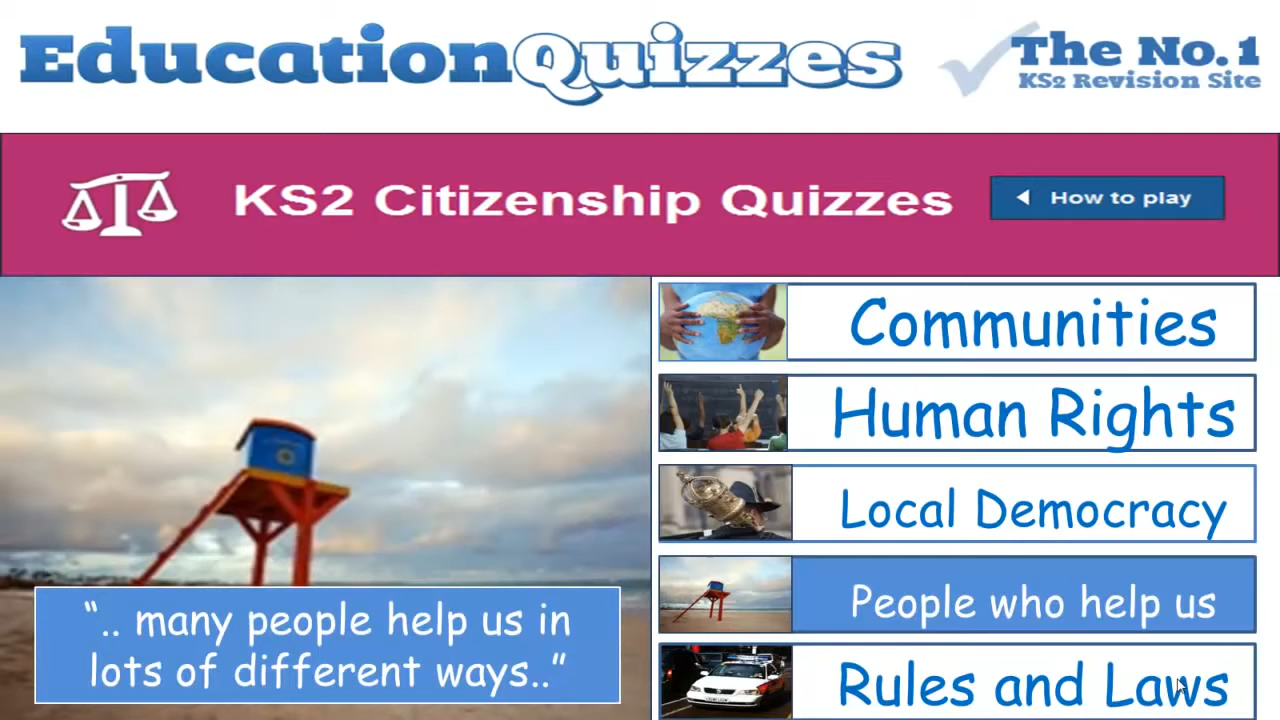 EducationQuizzes
The No.1
KS2 Revision Site
KS2 Citizenship Quizzes
How to play
Communities
Human Rights
Local Democracy
People who help us
Rules and Laws
“.. many people help us in
lots of different ways..”